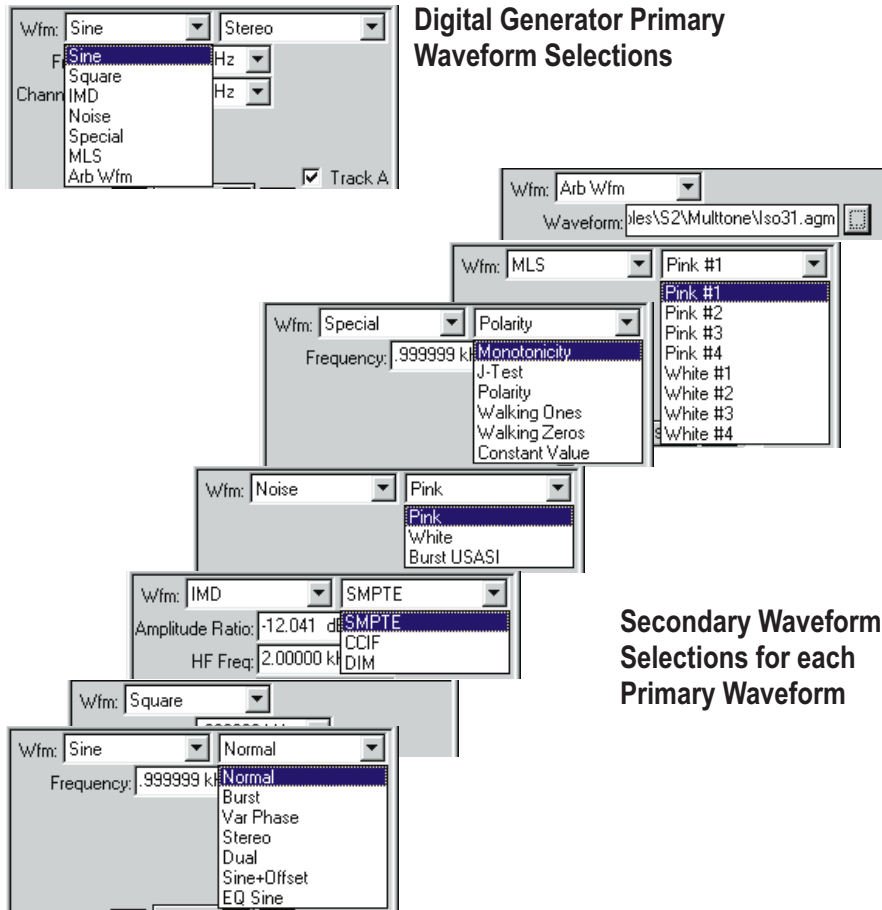 Digital Generator Primary
Waveform Selections
Wfm: Sine Stereo
Sine Hz
Square
Chann IMD Hz
Noise
Special
MLS
Arb Wfm Track A
Wfm: Arb Wfm
Waveform: ples\S2\Multtone\Iso31.agm
Wfm: MLS Pink #1
Pink #1
Pink #2
Pink #3
Pink #4
White #1
White #2
White #3
White #4
Wfm: Special Polarity
Frequency: .999999 kH Monotonicity
J-Test
Polarity
Walking Ones
Walking Zeros
Constant Value
Wfm: Noise Pink
Pink
White
Burst USASI
Wfm: IMD SMPTE
Amplitude Ratio: -12.041 dB SMPTE
CCIF
HF Freq: 2.00000 kH DIM
Secondary Waveform
Selections for each
Primary Waveform
Wfm: Square
Wfm: Sine Normal
Frequency: .999999 kH Normal
Burst
Var Phase
Stereo
Dual
Sine+Offset
EQ Sine